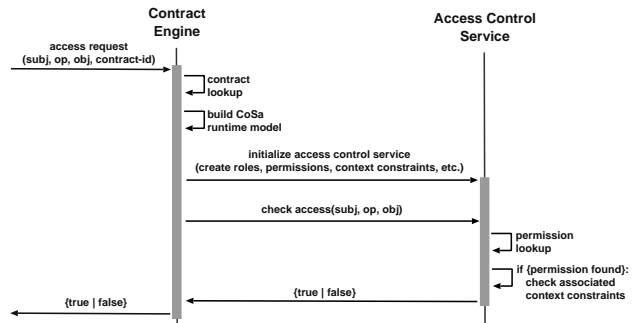 Contract
Engine
Access Control
Service
access request
(subj, op, obj, contract-id)
contract
lookup
build CoSa
runtime model
initialize access control service
(create roles, permissions, context constraints, etc.)
check access(subj, op, obj)
permission
lookup
if {permission found}:
check associated
context constraints
{true | false}
{true | false}